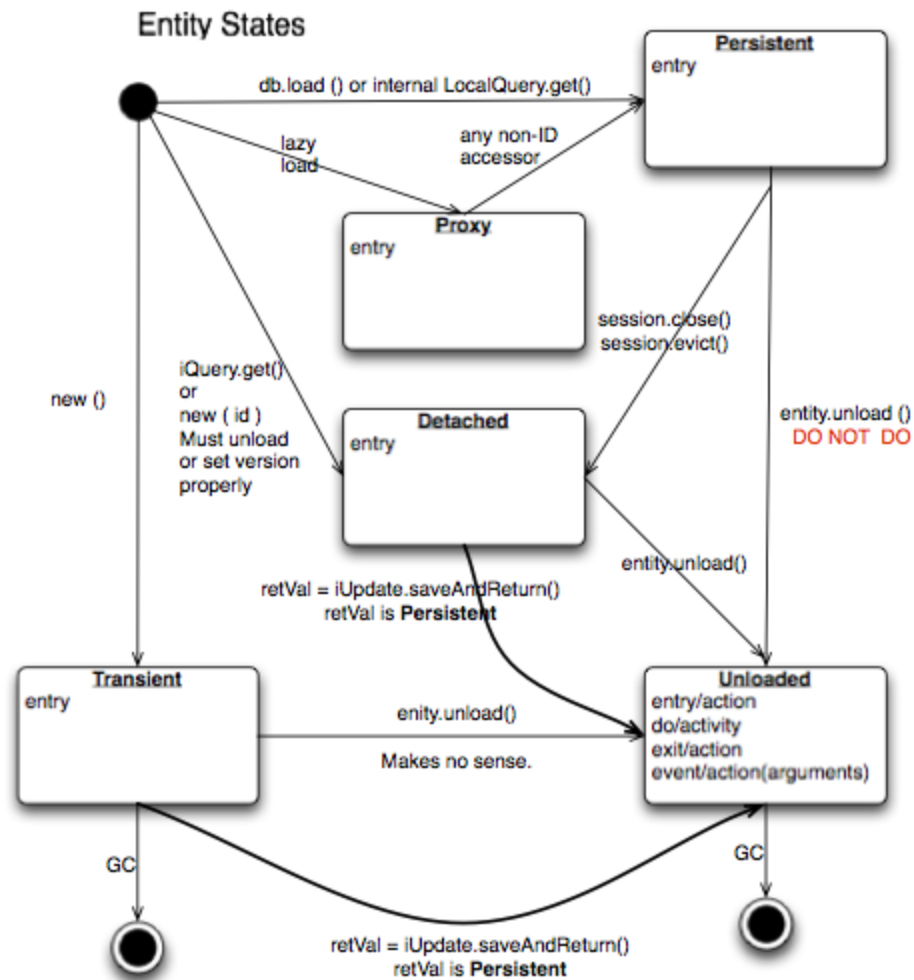 Entity States
Persistent
entry
db.load () or internal LocalQuery.get()
lazy
load
any non-ID
accessor
Proxy
entry
session.close()
session.evict()
new ()
iQuery.get()
or
new ( id )
Must unload
or set version
properly
Detached
entry
entity.unload ()
DO NOT DO
entity.unload()
retVal = iUpdate.saveAndReturn()
retVal is Persistent
Transient
entry
enity.unload()
Makes no sense.
Unloaded
entry/action
do/activity
exit/action
event/action(arguments)
GC
GC
retVal = iUpdate.saveAndReturn()
retVal is Persistent